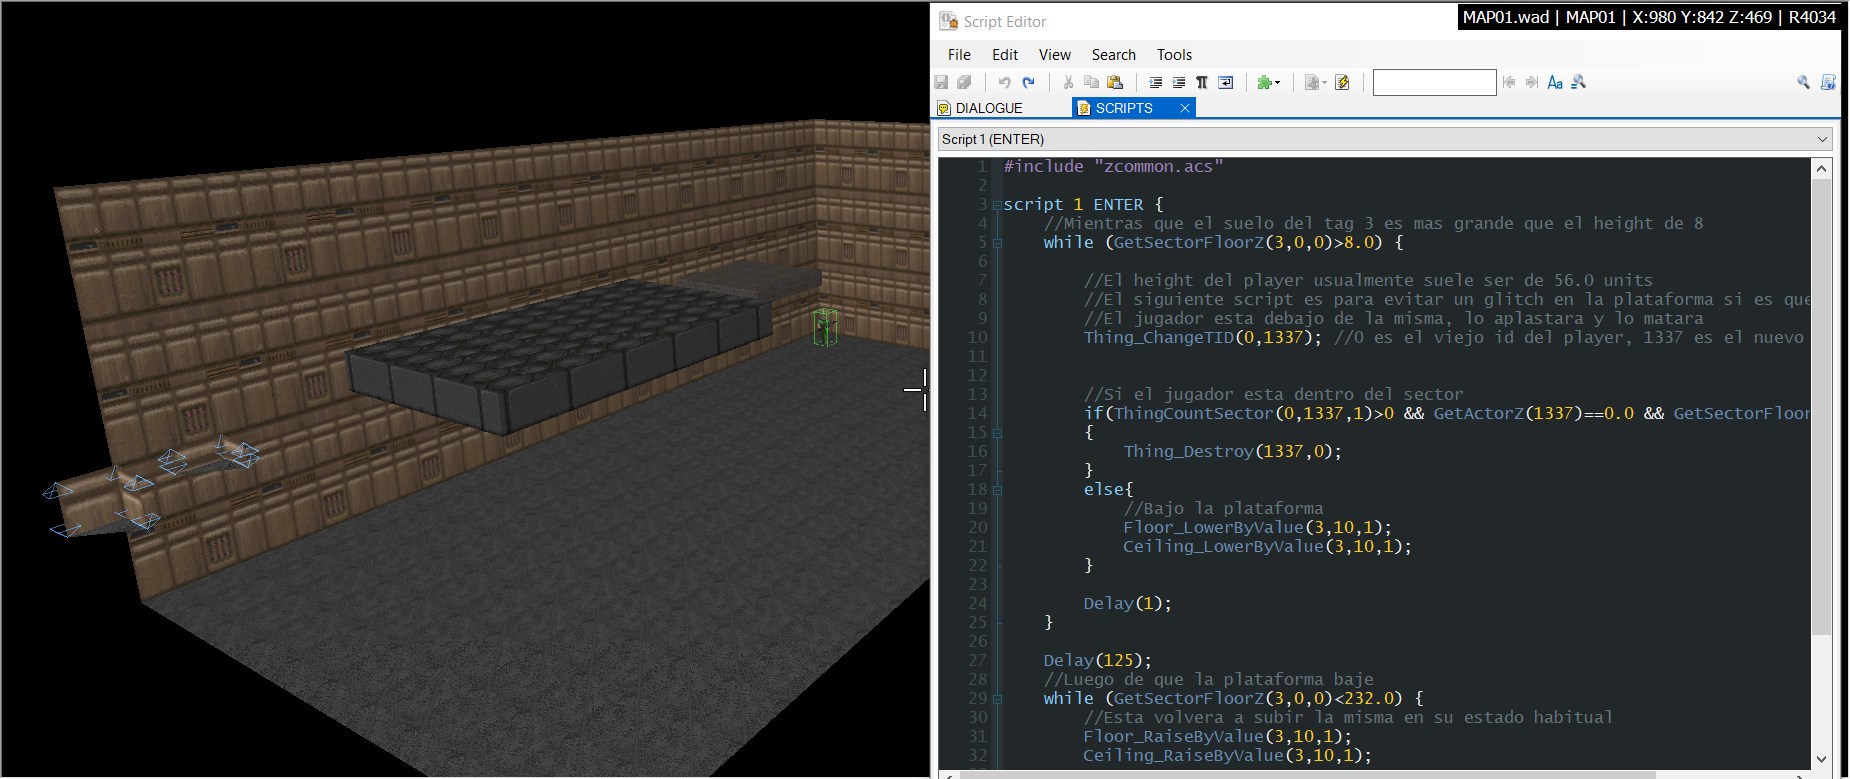 Script Editor
MAP01.wad | MAP01 | X:980 Y:842 Z:469 | R4034
File Edit View Search Tools
DIALOGUE
SCRIPTS
Script 1 (ENTER)
1 #include "zcommon.acs"
2
3 script 1 ENTER {
4 //Mientras que el suelo del tag 3 es mas grande que el height de 8
5 while (GetSectorFloorZ(3,0,0)>8.0) {
6
7 //El height del player usualmente suele ser de 56.0 units
8 //El siguiente script es para evitar un glitch en la plataforma si es que
9 //El jugador esta debajo de la misma, lo aplastara y lo matara
10 Thing_ChangeTID(0,1337); //0 es el viejo id del player, 1337 es el nuevo
11
12
13 //Si el jugador esta dentro del sector
14 if(ThingCountSector(0,1337,1)>0 && GetActorZ(1337)==0.0 && GetSectorFloor
15 {
16 Thing_Destroy(1337,0);
17 }
18 else{
19 //Bajo la plataforma
20 Floor_LowerByValue(3,10,1);
21 Ceiling_LowerByValue(3,10,1);
22 }
23
24 Delay(1);
25 }
26
27 Delay(125);
28 //Luego de que la plataforma baje
29 while (GetSectorFloorZ(3,0,0)<232.0) {
30 //Esta volvera a subir la misma en su estado habitual
31 Floor_RaiseByValue(3,10,1);
32 Ceiling_RaiseByValue(3,10,1);